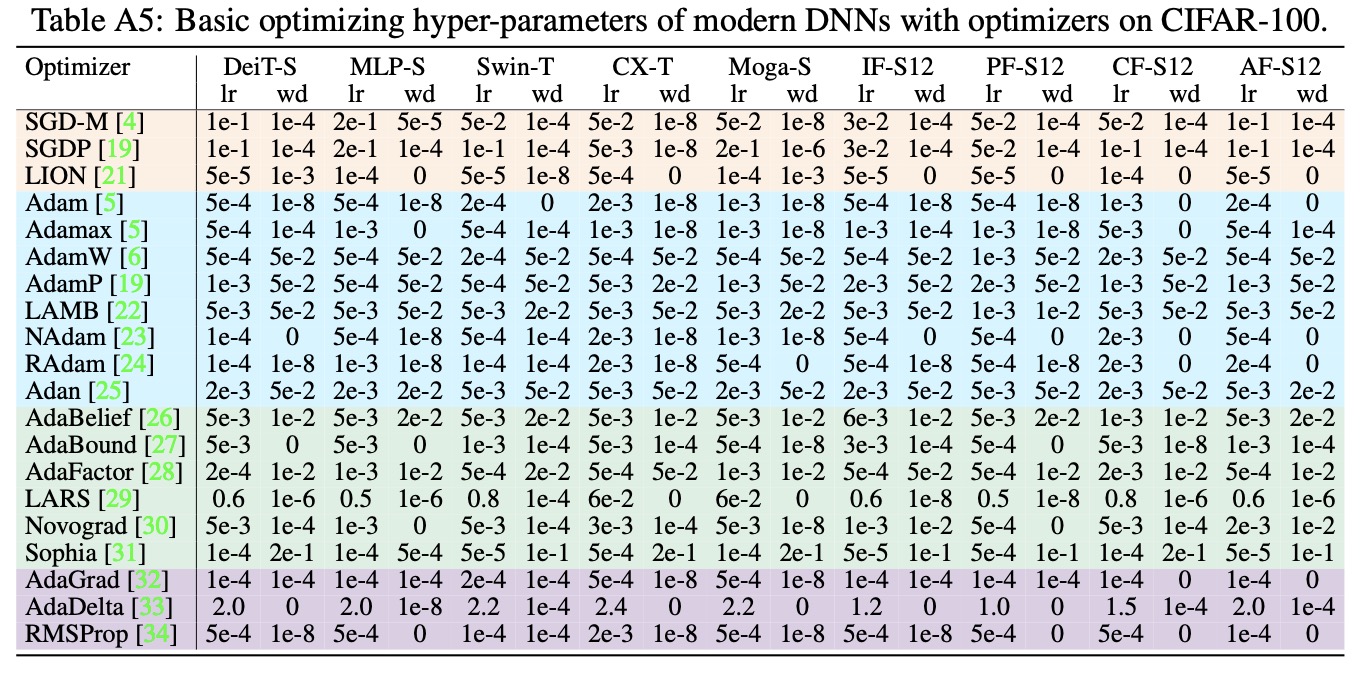 Table A5: Basic optimizing hyper-parameters of modern DNNs with optimizers on CIFAR-100.
Optimizer DeiT-S MLP-S Swin-T CX-T Moga-S IF-S12 PF-S12 CF-S12 AF-S12
lr wd lr wd lr wd lr wd lr wd lr wd lr wd lr wd lr wd
SGD-M [4] 1e-1 1e-4 2e-1 5e-5 5e-2 1e-4 5e-2 1e-8 5e-2 1e-8 3e-2 1e-4 5e-2 1e-4 5e-2 1e-4 1e-1 1e-4
SGDP [19] 1e-1 1e-4 2e-1 1e-4 1e-1 1e-4 5e-3 1e-8 2e-1 1e-6 3e-2 1e-4 5e-2 1e-4 1e-1 1e-4 1e-1 1e-4
LION [21] 5e-5 1e-3 1e-4 0 5e-5 1e-8 5e-4 0 1e-4 1e-3 5e-5 0 5e-5 0 1e-4 0 5e-5 0
Adam [5] 5e-4 1e-8 5e-4 1e-8 2e-4 0 2e-3 1e-8 1e-3 1e-8 5e-4 1e-8 5e-4 1e-8 1e-3 0 2e-4 0
Adamax [5] 5e-4 1e-4 1e-3 0 5e-4 1e-4 1e-3 1e-8 1e-3 1e-8 1e-3 1e-4 1e-3 1e-8 5e-3 0 5e-4 1e-4
AdamW [6] 5e-4 5e-2 5e-4 5e-2 2e-4 5e-2 5e-4 5e-2 5e-4 5e-2 5e-4 5e-2 1e-3 5e-2 2e-3 5e-2 5e-4 5e-2
AdamP [19] 1e-3 5e-2 2e-3 5e-2 2e-4 5e-2 2e-3 5e-2 1e-3 5e-2 2e-3 5e-2 2e-3 5e-2 1e-3 5e-2 1e-3 5e-2
LAMB [22] 5e-3 5e-2 5e-3 5e-2 5e-3 2e-2 5e-3 5e-2 5e-3 2e-2 5e-3 5e-2 1e-3 1e-2 5e-3 5e-2 5e-3 5e-2
NAdam [23] 1e-4 0 5e-4 1e-8 5e-4 1e-4 2e-3 1e-8 1e-3 1e-8 5e-4 0 5e-4 0 2e-3 0 5e-4 0
RAdam [24] 1e-4 1e-8 1e-3 1e-8 1e-4 1e-4 2e-3 1e-8 5e-4 0 5e-4 1e-8 5e-4 1e-8 2e-3 0 2e-4 0
Adan [25] 2e-3 5e-2 2e-3 2e-2 5e-3 5e-2 5e-3 5e-2 2e-3 5e-2 2e-3 5e-2 5e-3 5e-2 2e-3 5e-2 5e-3 2e-2
AdaBelief [26] 5e-3 1e-2 5e-3 2e-2 5e-3 2e-2 5e-3 1e-2 5e-3 1e-2 6e-3 1e-2 5e-3 2e-2 1e-3 1e-2 5e-3 2e-2
AdaBound [27] 5e-3 0 5e-3 0 1e-3 1e-4 5e-3 1e-4 5e-4 1e-8 3e-3 1e-4 5e-4 0 5e-3 1e-8 1e-3 1e-4
AdaFactor [28] 2e-4 1e-2 1e-3 1e-2 5e-4 2e-2 5e-4 5e-2 1e-3 1e-2 5e-4 5e-2 5e-4 1e-2 2e-3 1e-2 5e-4 1e-2
LARS [29] 0.6 1e-6 0.5 1e-6 0.8 1e-4 6e-2 0 6e-2 0 0.6 1e-8 0.5 1e-8 0.8 1e-6 0.6 1e-6
Novograd [30] 5e-3 1e-4 1e-3 0 5e-3 1e-4 3e-3 1e-4 5e-3 1e-8 1e-3 1e-2 5e-4 0 5e-3 1e-4 2e-3 1e-2
Sophia [31] 1e-4 2e-1 1e-4 5e-4 5e-5 1e-1 5e-4 2e-1 1e-4 2e-1 5e-5 1e-1 5e-4 1e-1 1e-4 2e-1 5e-5 1e-1
AdaGrad [32] 1e-4 1e-4 1e-4 1e-4 2e-4 1e-4 5e-4 1e-8 5e-4 1e-8 1e-4 1e-4 1e-4 1e-4 1e-4 0 1e-4 0
AdaDelta [33] 2.0 0 2.0 1e-8 2.2 1e-4 2.4 0 2.2 0 1.2 0 1.0 0 1.5 1e-4 2.0 1e-4
RMSProp [34] 5e-4 1e-8 5e-4 0 1e-4 1e-4 2e-3 1e-8 5e-4 1e-8 5e-4 1e-8 5e-4 0 5e-4 0 1e-4 0